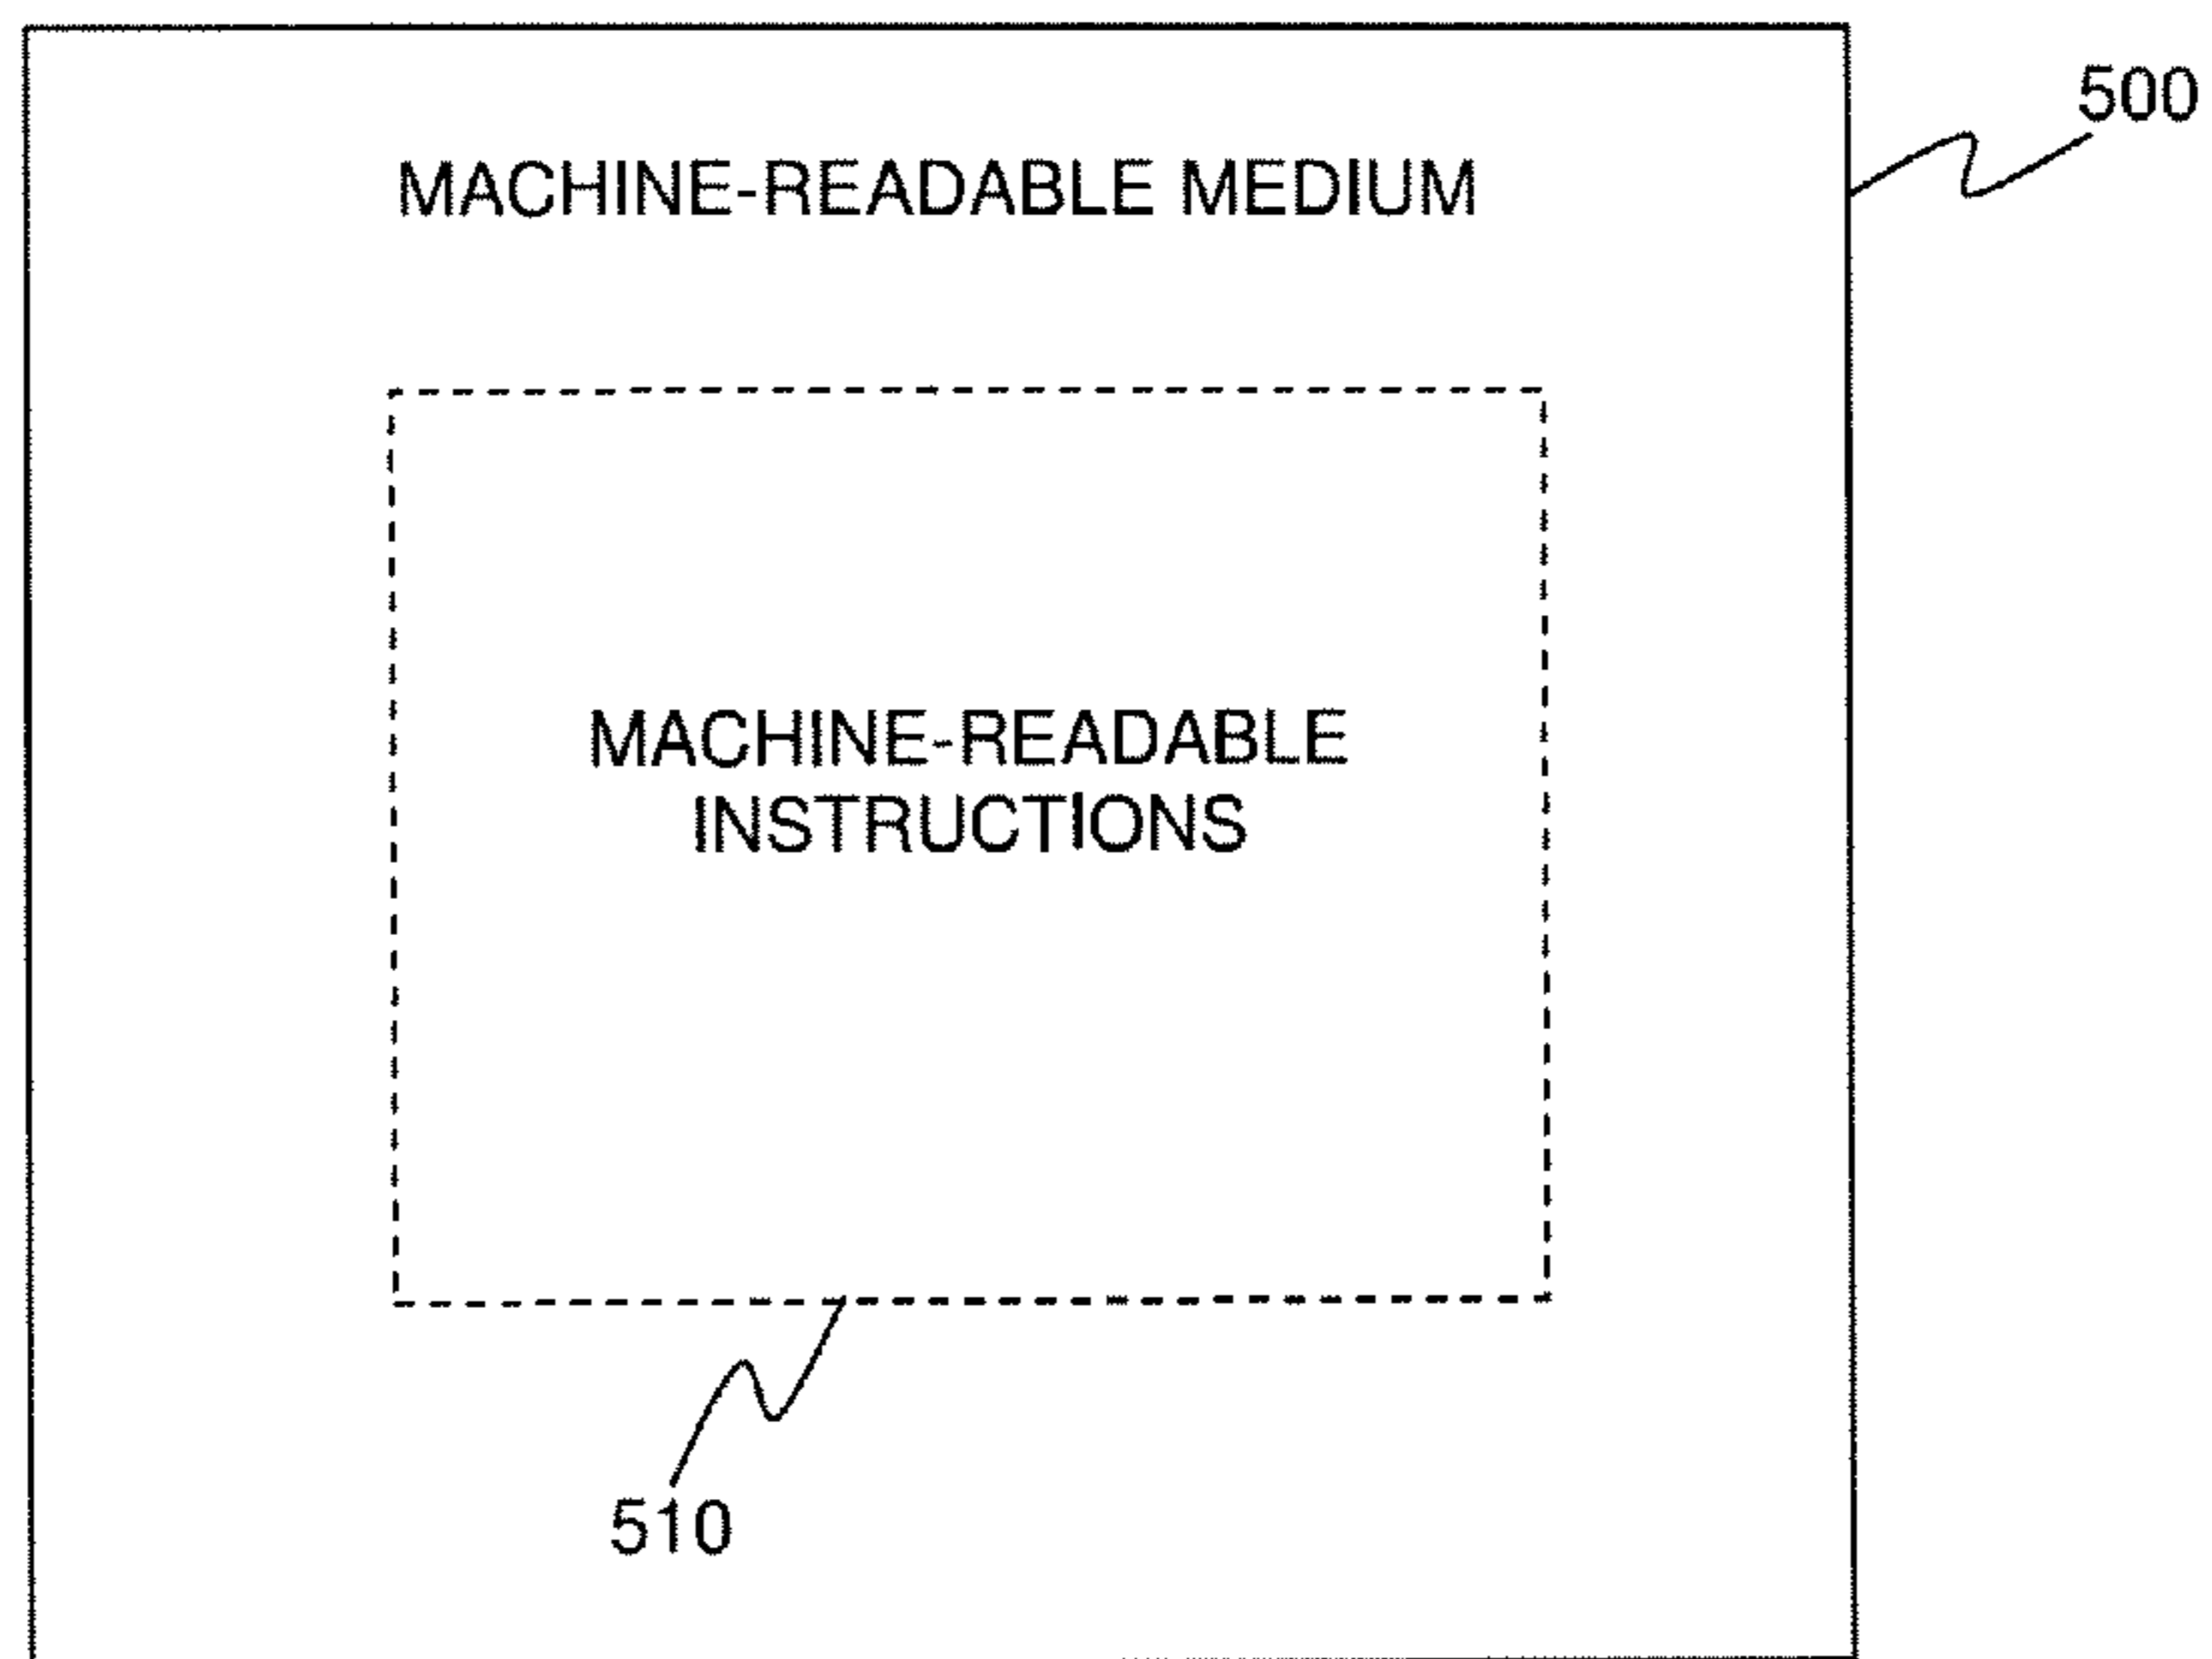 500
MACHINE-READABLE MEDIUM
MACHINE-READABLE
INSTRUCTIONS
510